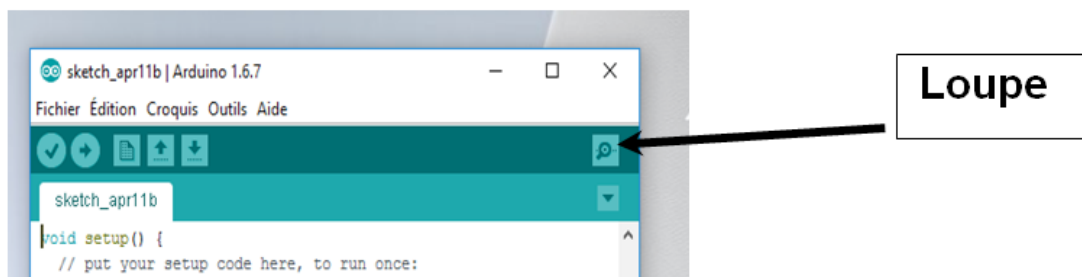 sketch_apr11b | Arduino 1.6.7
Fichier Édition Croquis Outils Aide
sketch_apr11b
void setup() {
// put your setup code here, to run once:
Loupe